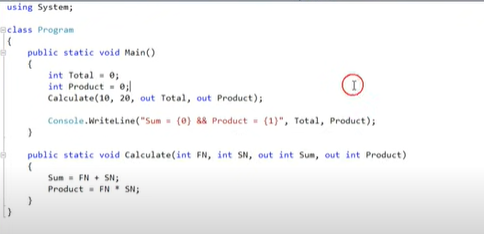 using System;
class Program
{
public static void Main()
{
int Total = 0;
int Product = 0;
Calculate(10, 20, out Total, out Product);
Console.WriteLine("Sum = {0} && Product = {1}", Total, Product);
}
public static void Calculate(int FN, int SN, out int Sum, out int Product)
{
Sum = FN + SN;
Product = FN * SN;
}
}